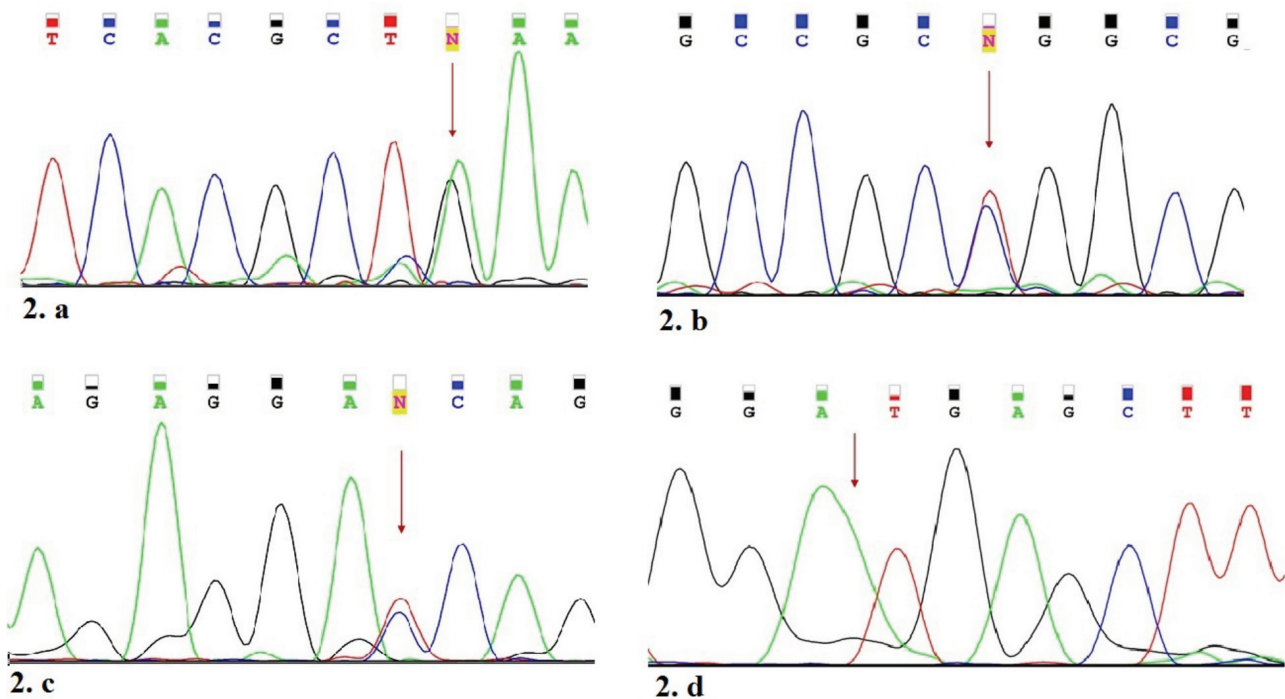 T C A C G C T N A A
2. a
G C C G C N G G C G
2. b
A G A G G A N C A G
2. c
G G A T G A G C T T
2. d